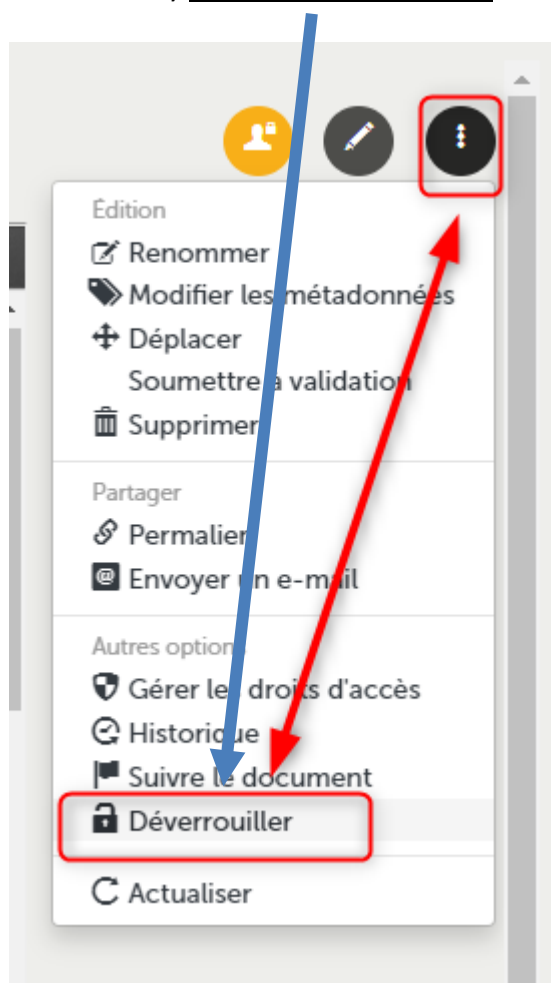 Édition
Renommer
Modifier les métadonnées
Déplacer
Soumettre à validation
Supprimer
Partager
Permalien
Envoyer un e-mail
Autres options
Gérer les droits d'accès
Historique
Suivre le document
Déverrouiller
Actualiser